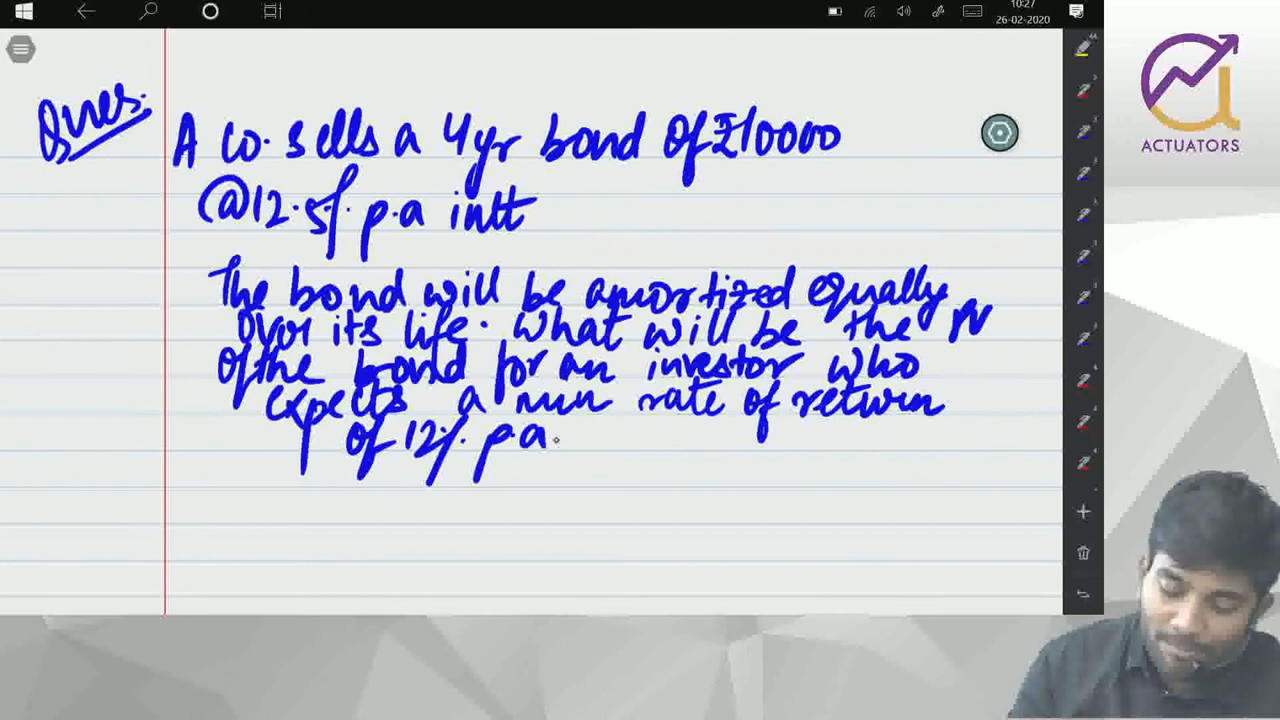 10:27
26-02-2020
Ques.
A Co. sells a 4yr bond of ₹10000
@12.5% p.a intt
The bond will be amortized equally
over its life. What will be the PV
of the bond for an investor who
expects a min rate of return
of 12% p.a
ACTUATORS